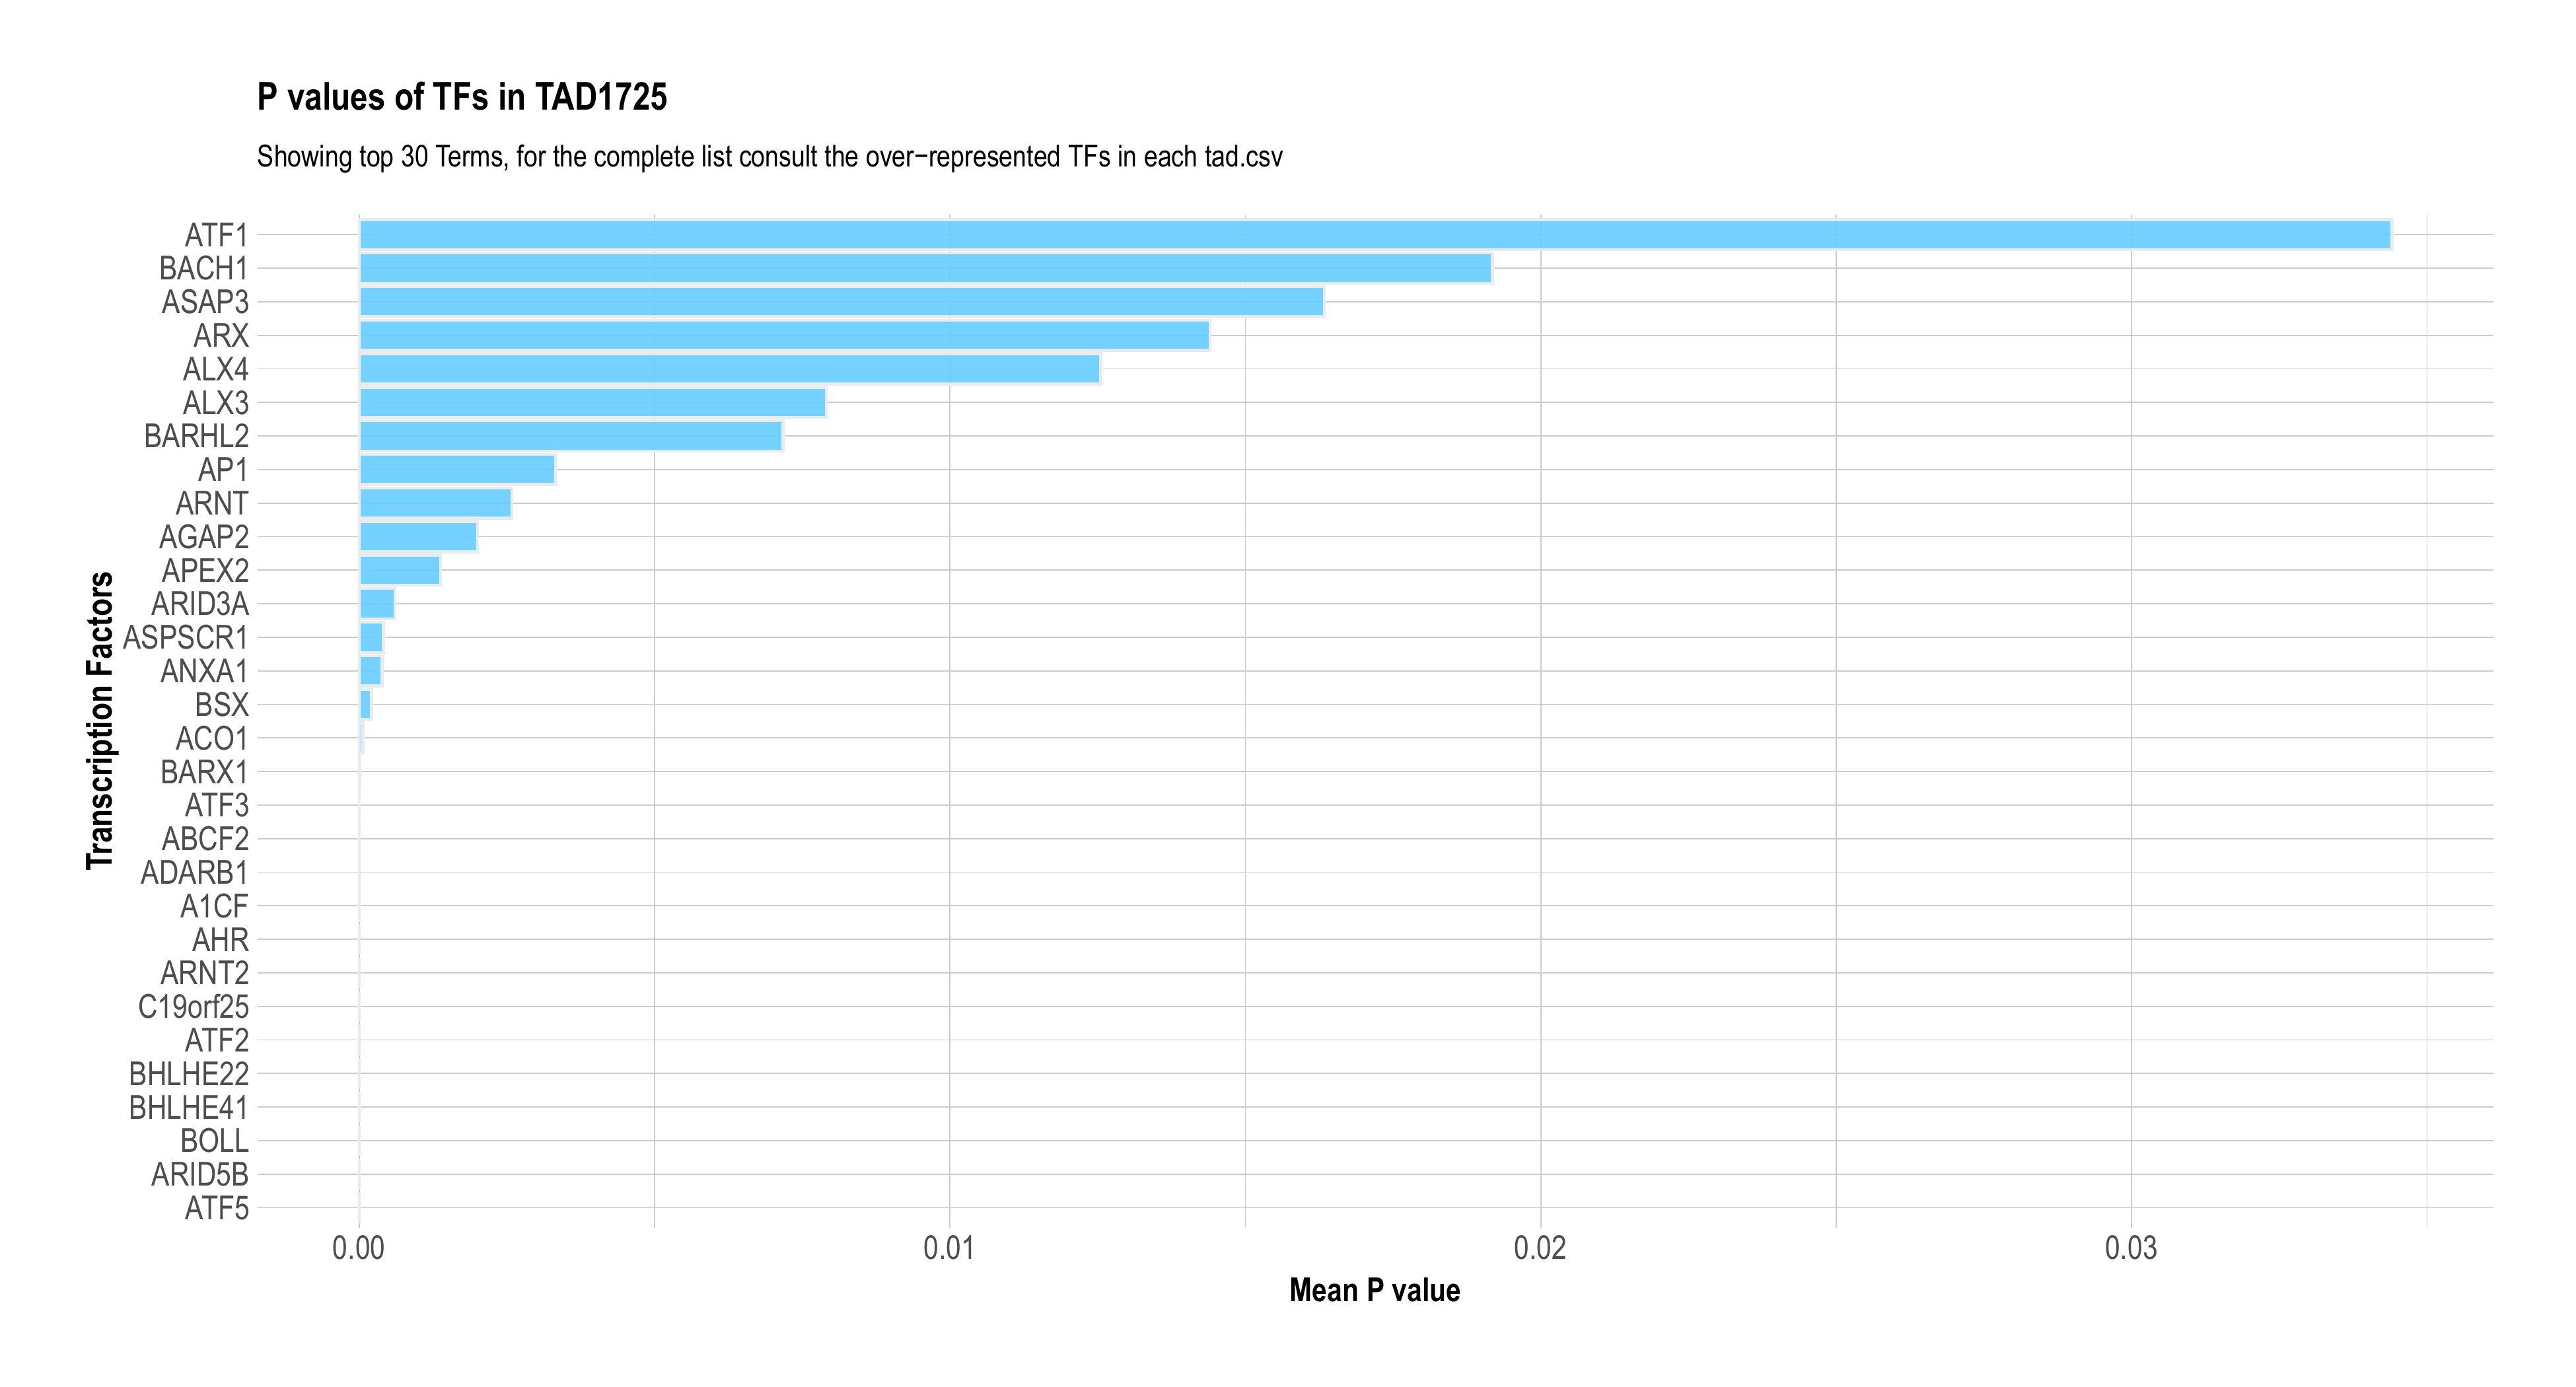 P values of TFs in TAD1725
Showing top 30 Terms, for the complete list consult the over−represented TFs in each tad.csv
Transcription Factors
ATF1
BACH1
ASAP3
ARX
ALX4
ALX3
BARHL2
AP1
ARNT
AGAP2
APEX2
ARID3A
ASPSCR1
ANXA1
BSX
ACO1
BARX1
ATF3
ABCF2
ADARB1
A1CF
AHR
ARNT2
C19orf25
ATF2
BHLHE22
BHLHE41
BOLL
ARID5B
ATF5
0.00 0.01 0.02 0.03
Mean P value